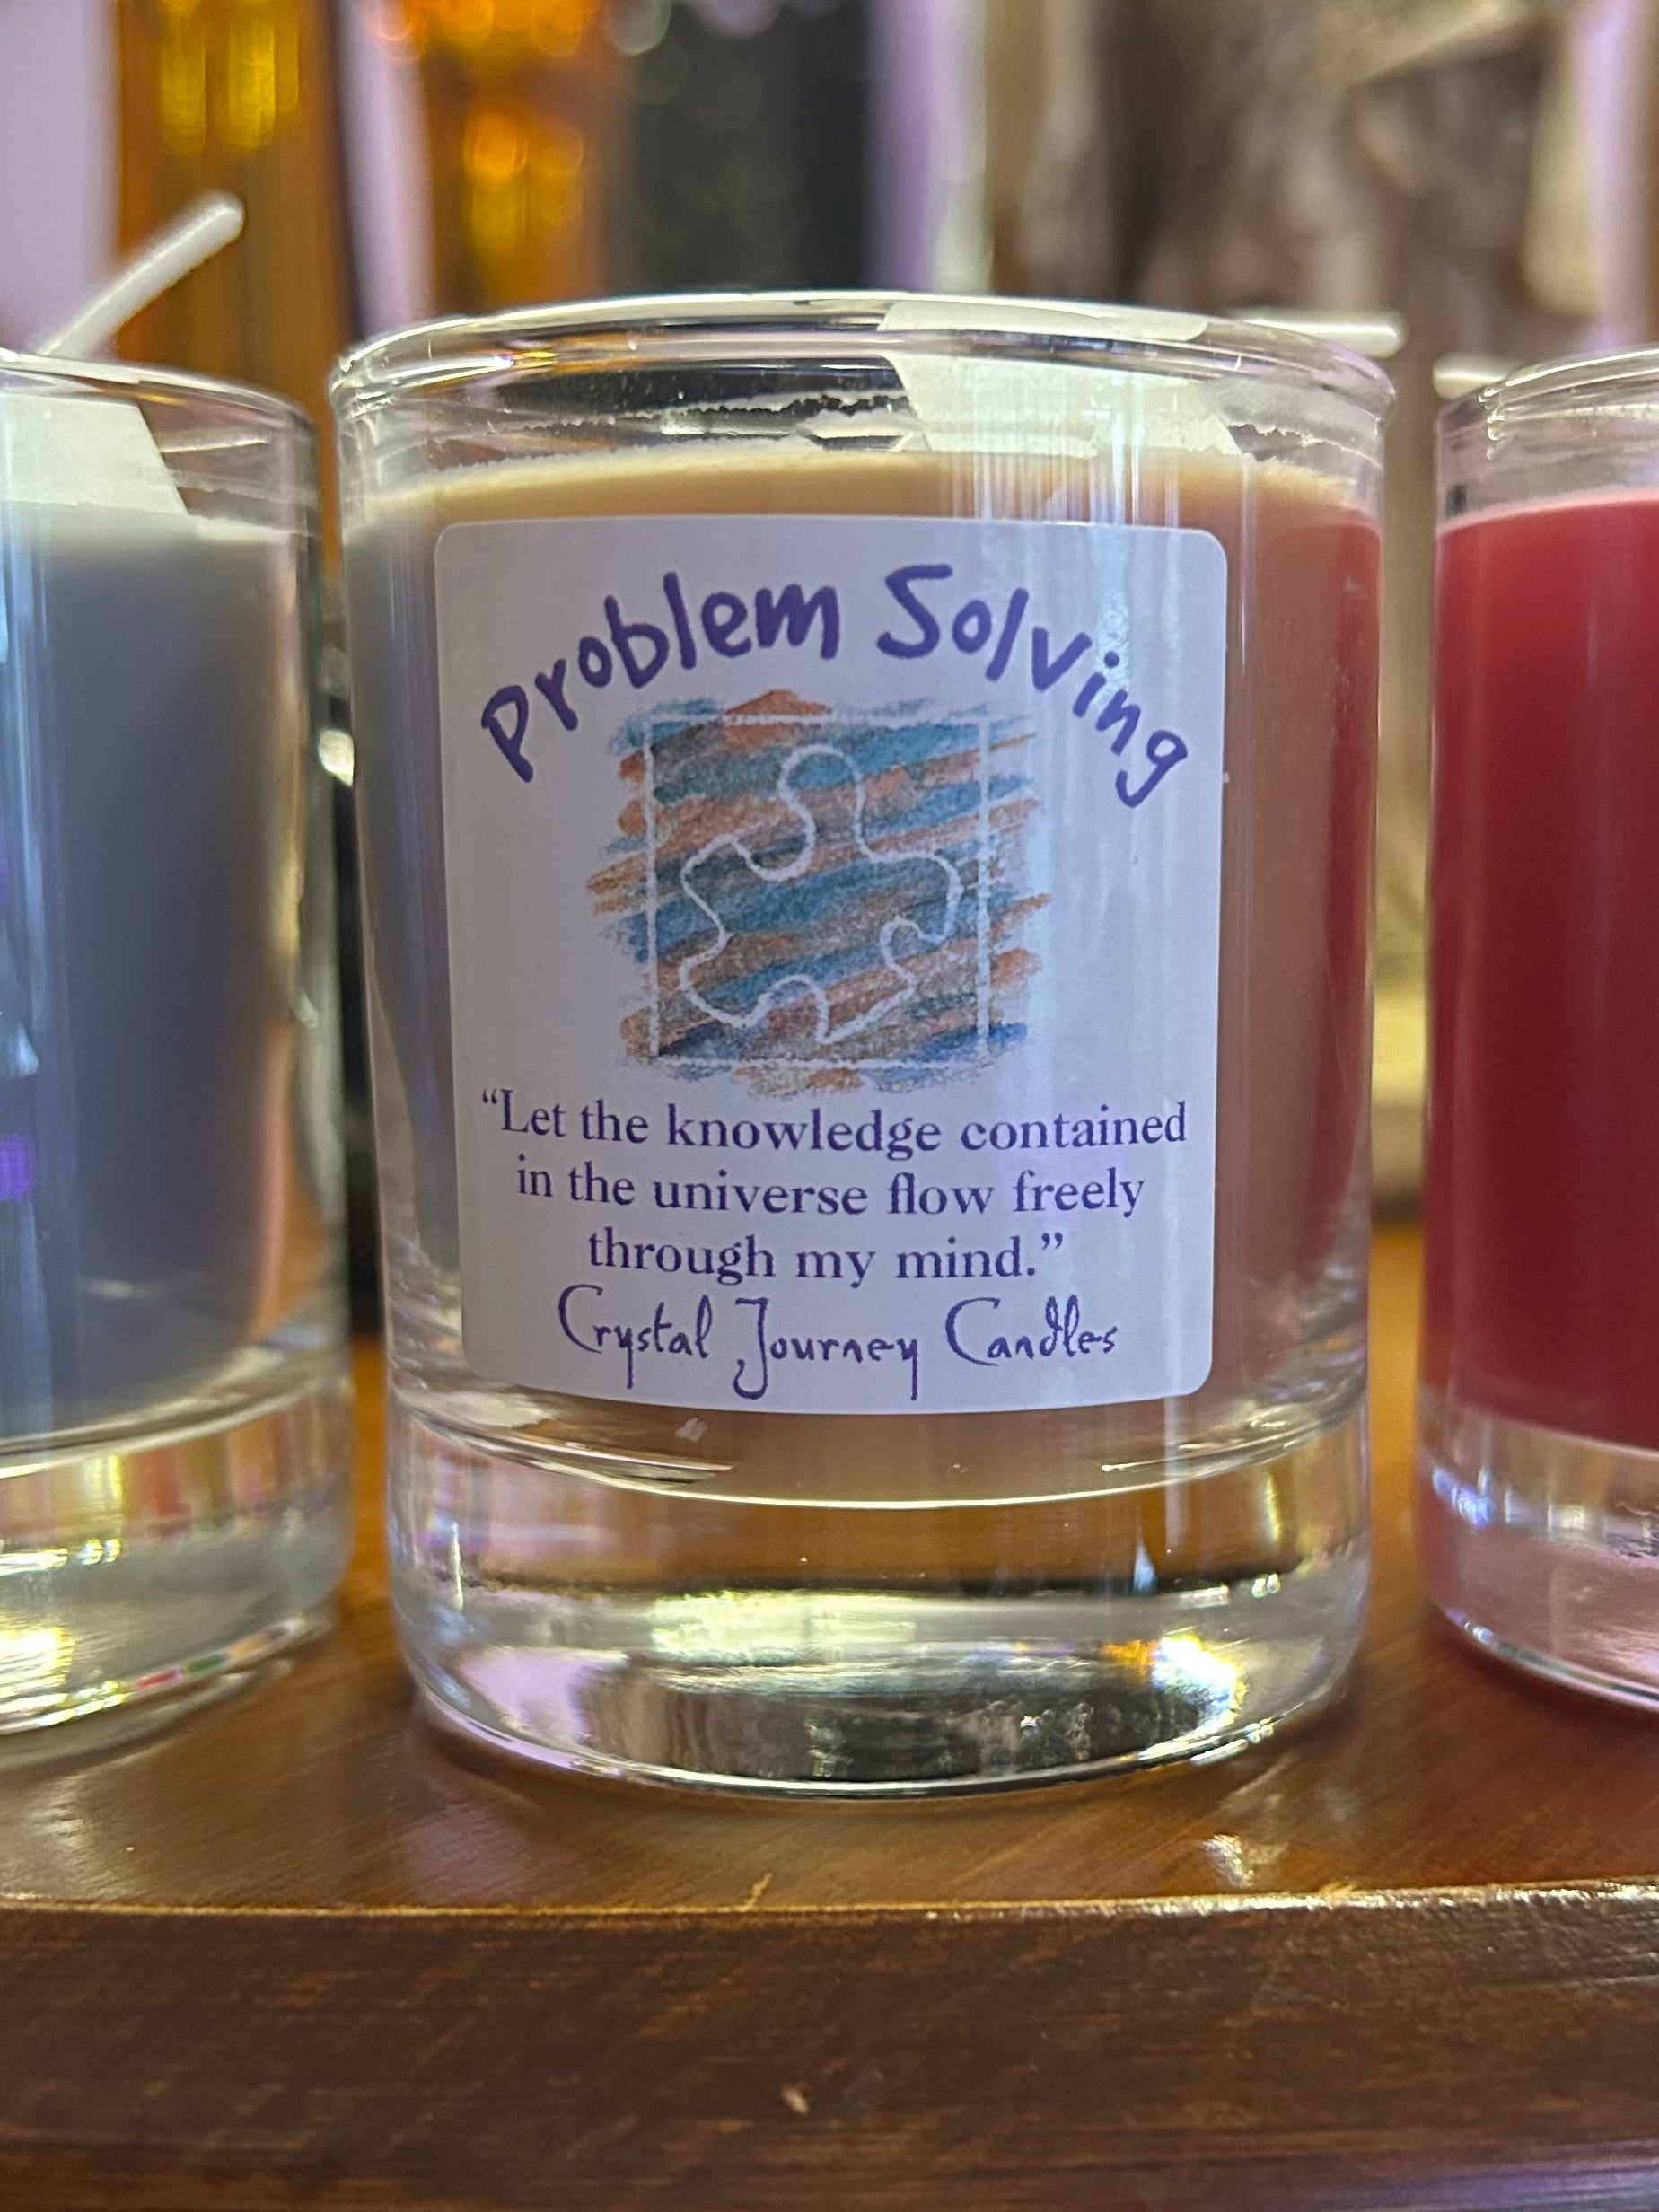 Problem Solving
“Let the knowledge contained
in the universe flow freely
through my mind.”
Crystal Journey Candles